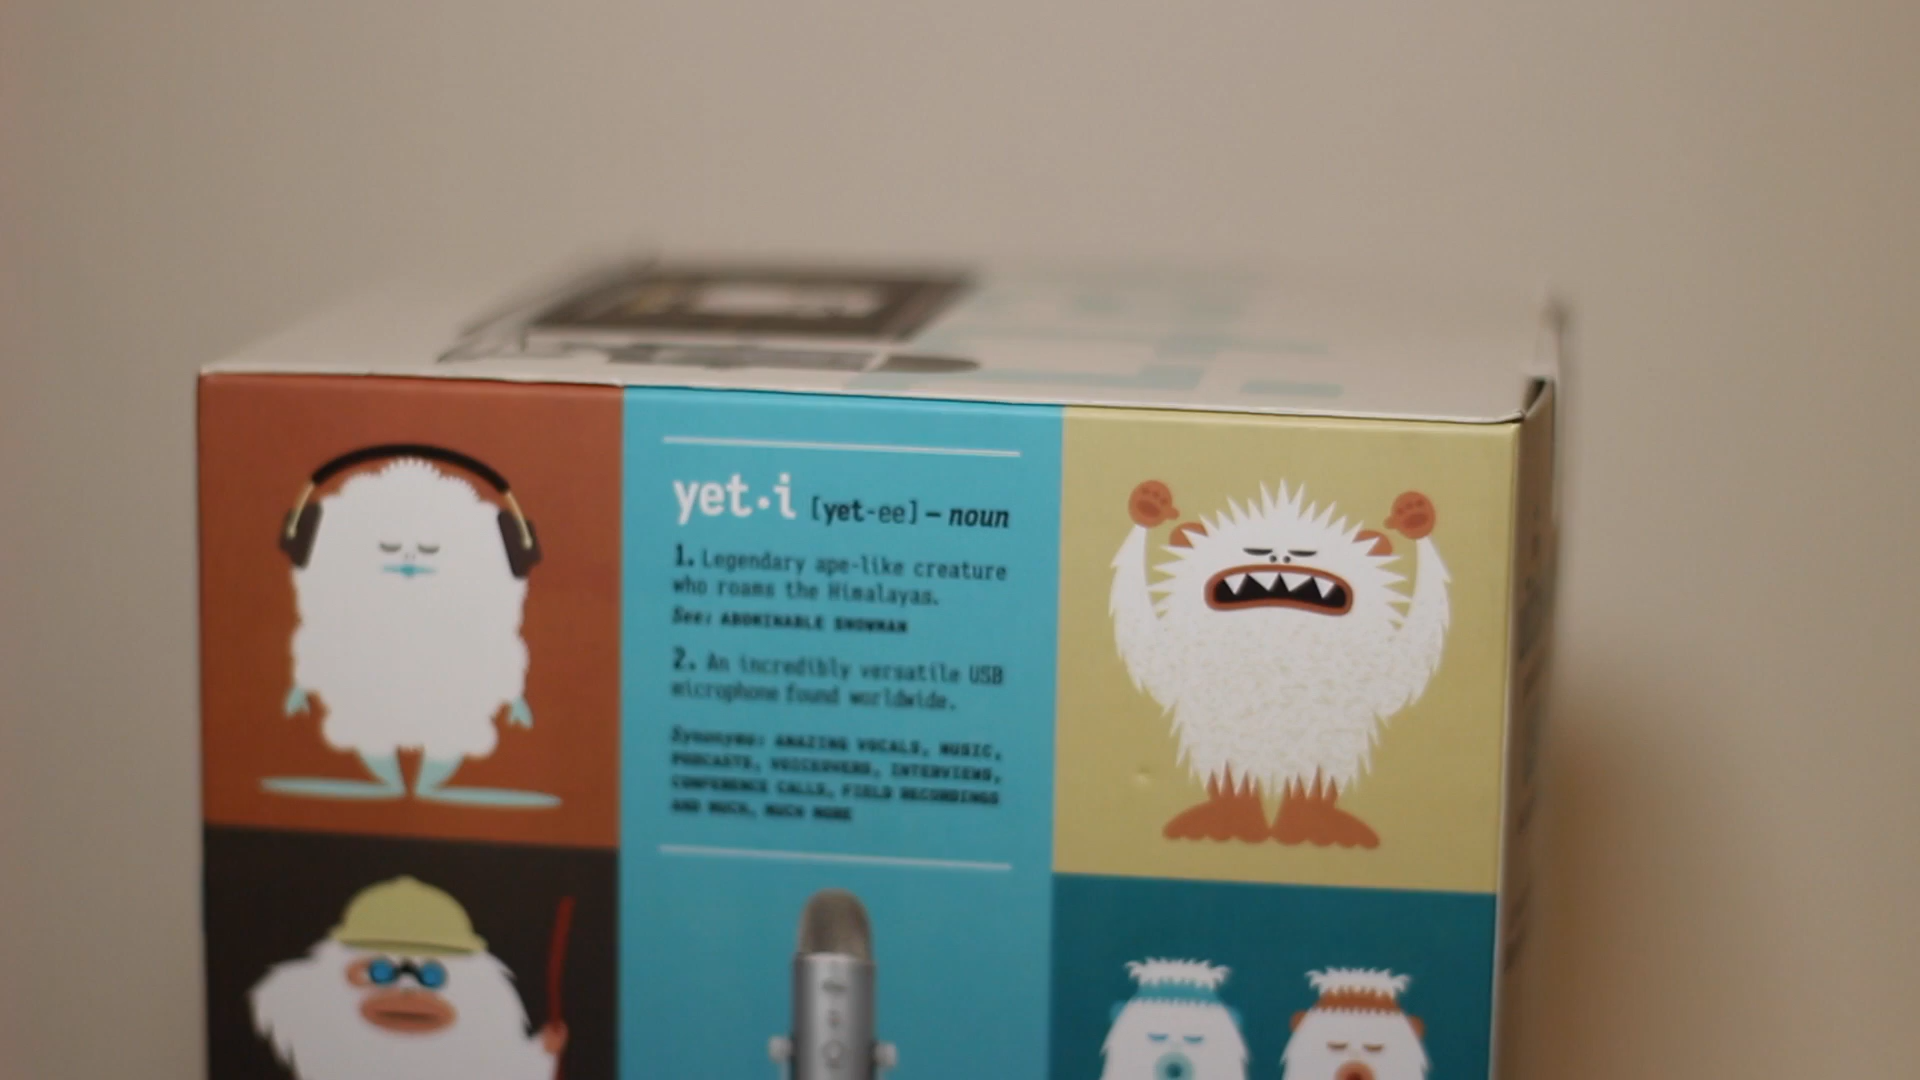 yet·i [yet-ee] – noun
1. Legendary ape-like creature
who roams the Himalayas.
See: ABOMINABLE SNOWMAN
2. An incredibly versatile USB
microphone found worldwide.
Synonyms: AMAZING VOCALS, MUSIC,
PODCASTS, VOICEOVERS, INTERVIEWS,
CONFERENCE CALLS, FIELD RECORDINGS
AND MUCH, MUCH MORE